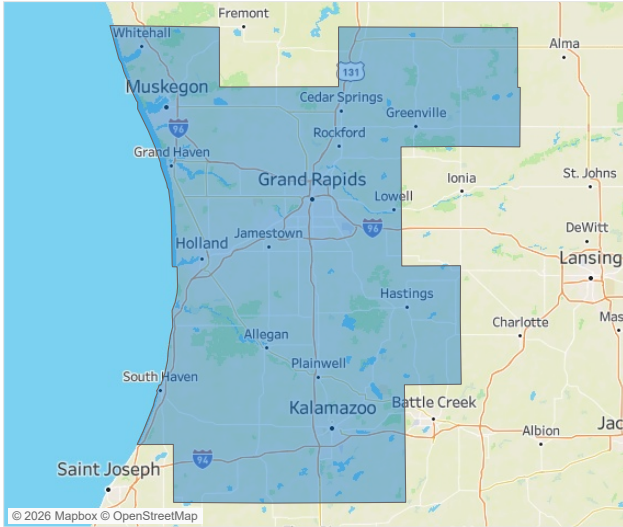 Fremont
Whitehall
Alma
131
Muskegon
Cedar Springs
Greenville
96
Rockford
Grand Haven
Grand Rapids
Ionia
St. Johns
Lowell
Jamestown
96
DeWitt
Holland
Lansing
Hastings
Charlotte
Mas
Allegan
Plainwell
South Haven
Kalamazoo
Battle Creek
Albion
Jac
94
Saint Joseph
© 2026 Mapbox © OpenStreetMap